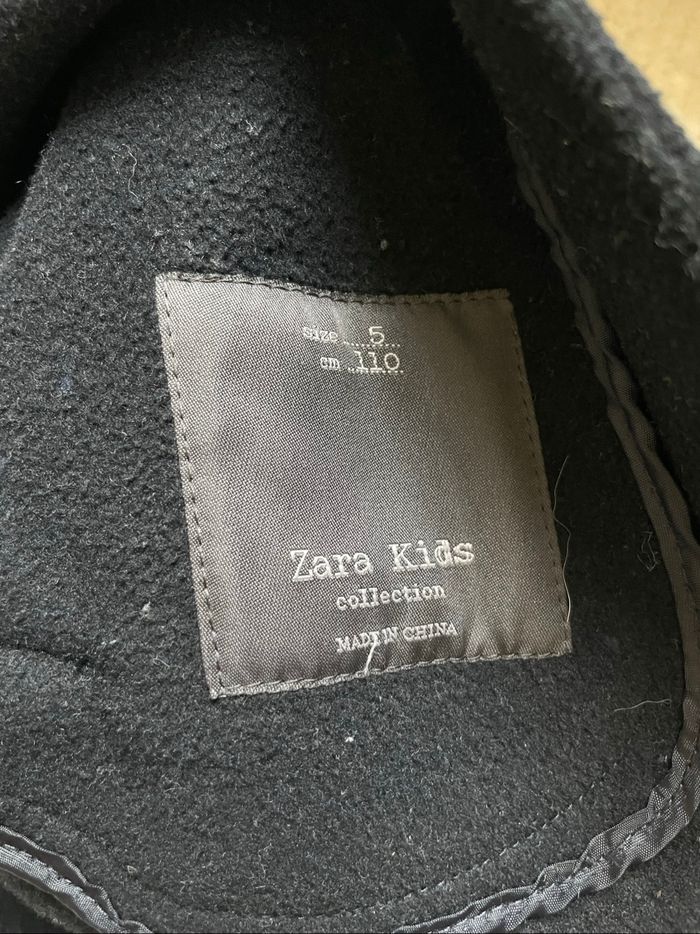 size 5
cm 110
Zara Kids
collection
MADE IN CHINA